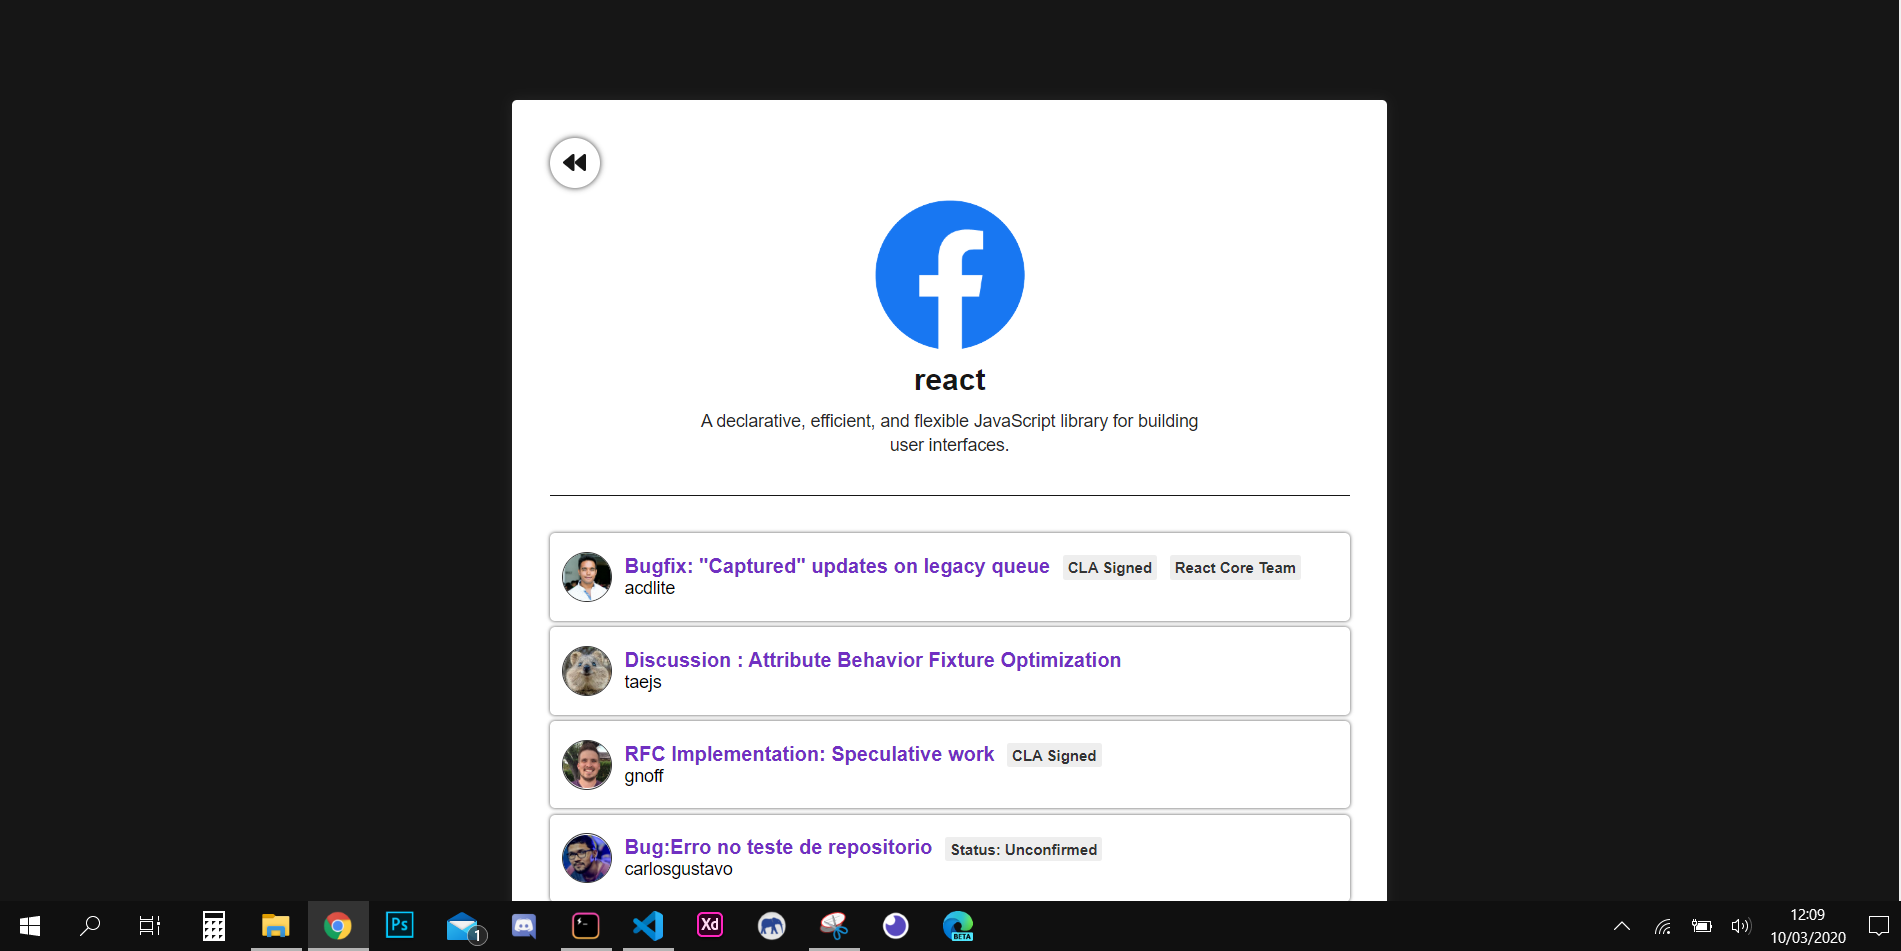 react
A declarative, efficient, and flexible JavaScript library for building
user interfaces.
Bugfix: "Captured" updates on legacy queue CLA Signed React Core Team
acdlite
Discussion : Attribute Behavior Fixture Optimization
taejs
RFC Implementation: Speculative work CLA Signed
gnoff
Bug:Erro no teste de repositorio Status: Unconfirmed
carlosgustavo
Ps
1
Xd
BETA
12:09
10/03/2020